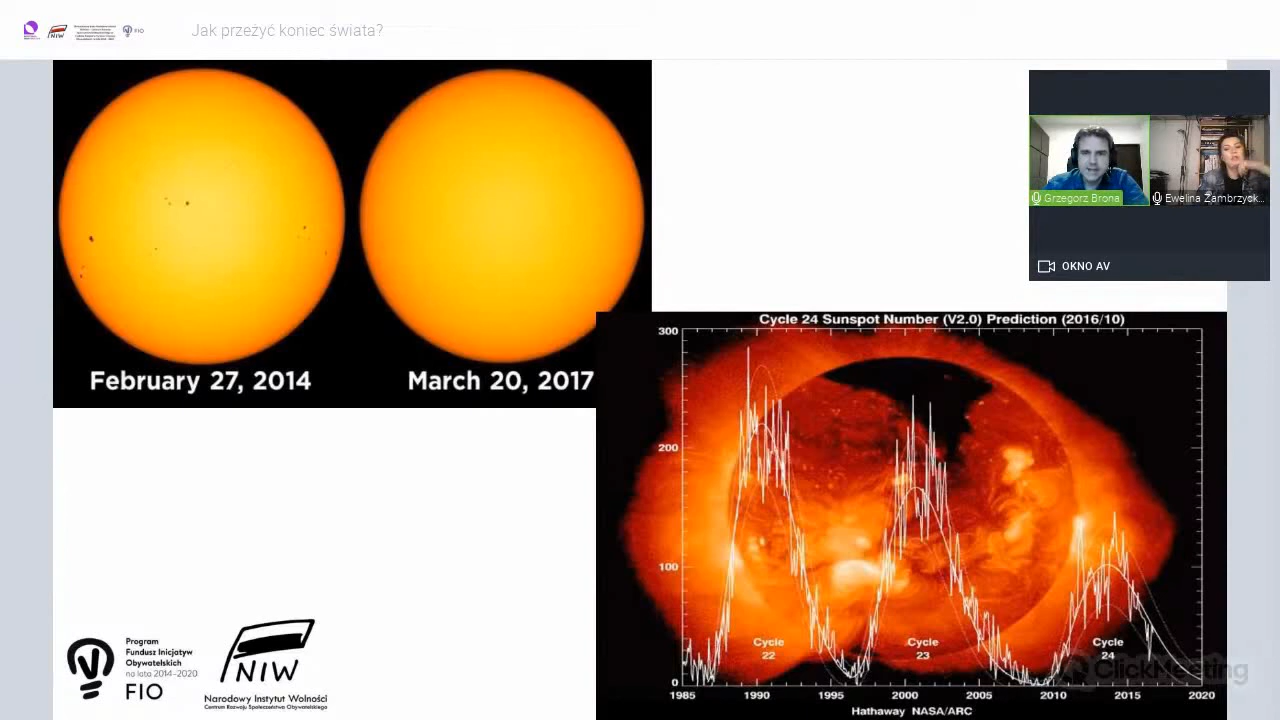 NIW
FIO
Jak przeżyć koniec świata?
February 27, 2014
March 20, 2017
Grzegorz Brona
Ewelina Zambrzysk...
OKNO AV
Cycle 24 Sunspot Number (V2.0) Prediction (2016/10)
300
200
100
0
Cycle
22
Cycle
23
Cycle
24
1985 1990 1995 2000 2005 2010 2015 2020
Hathaway NASA/ARC
ClickMeeting
Program
Fundusz Inicjatyw
Obywatelskich
na lata 2014-2020
FIO
NIW
Narodowy Instytut Wolności
Centrum Rozwoju Społeczeństwa Obywatelskiego